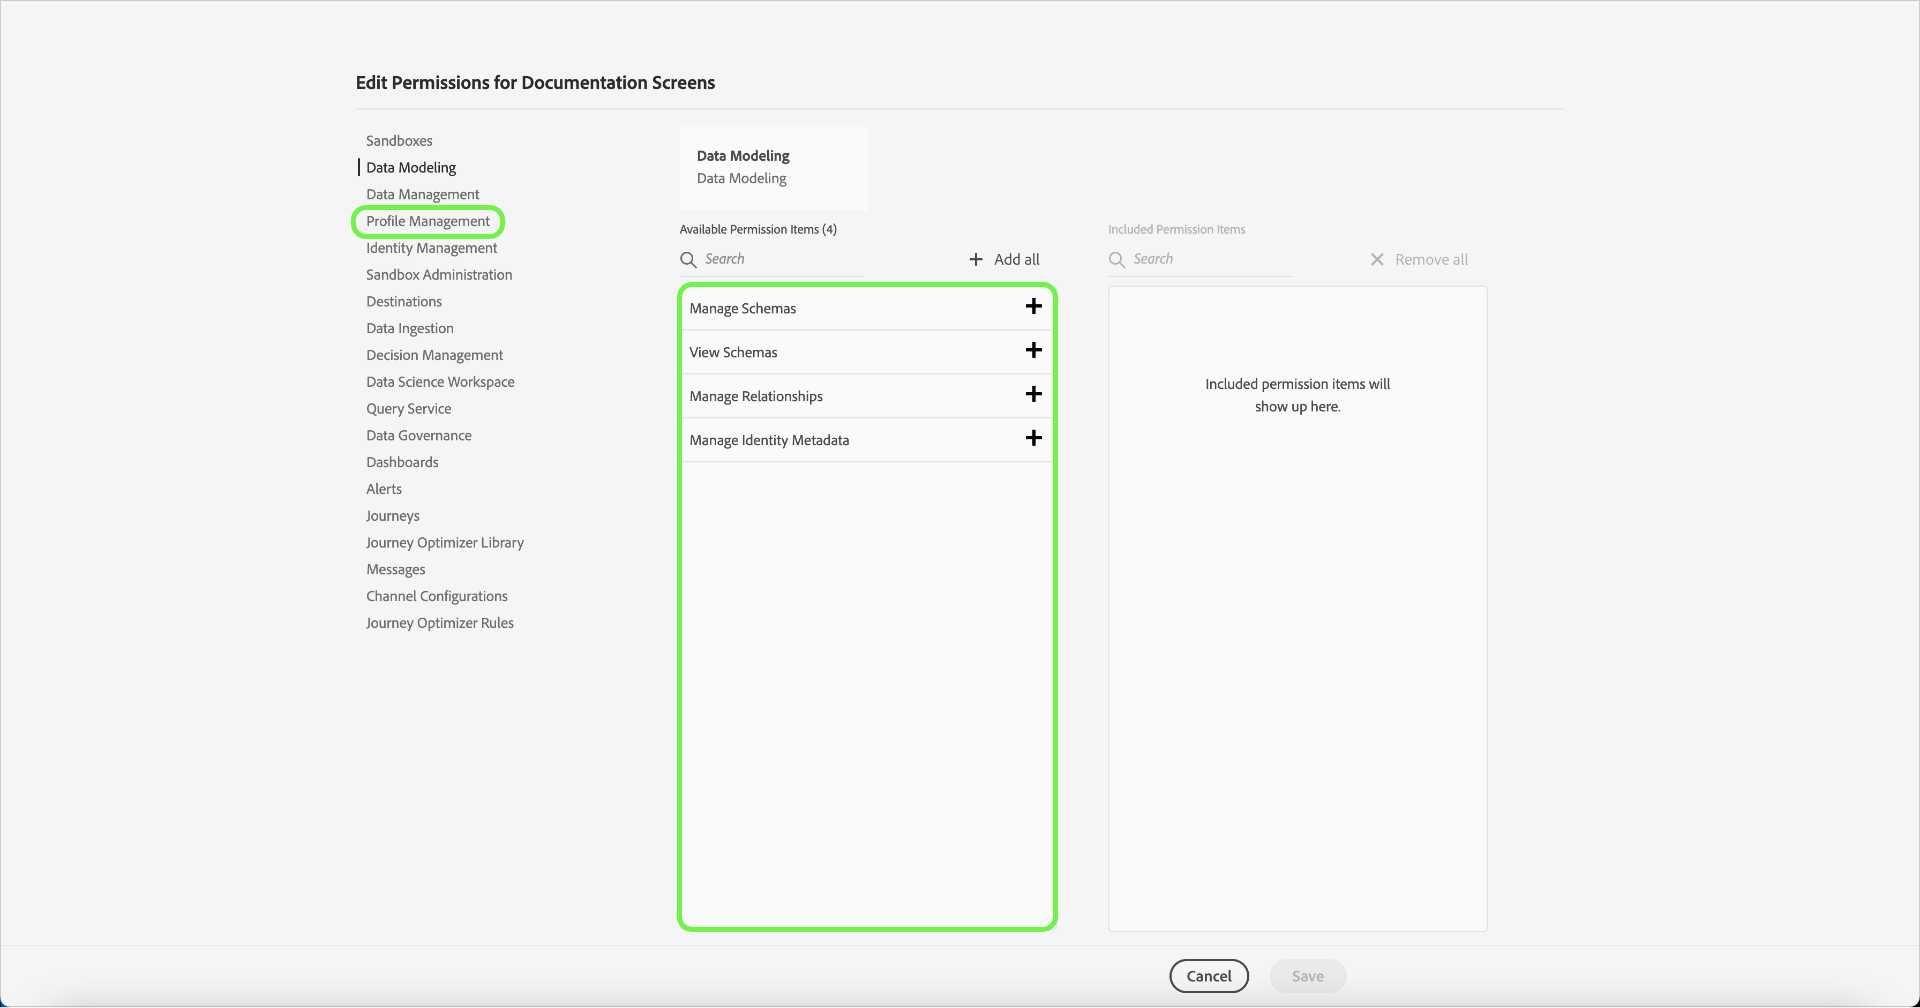 Edit Permissions for Documentation Screens
Sandboxes
Data Modeling
Data Management
Profile Management
Identity Management
Sandbox Administration
Destinations
Data Ingestion
Decision Management
Data Science Workspace
Query Service
Data Governance
Dashboards
Alerts
Journeys
Journey Optimizer Library
Messages
Channel Configurations
Journey Optimizer Rules
Data Modeling
Data Modeling
Available Permission Items (4)
Search
Add all
Manage Schemas
View Schemas
Manage Relationships
Manage Identity Metadata
Included Permission Items
Search
Remove all
Included permission items will
show up here.
Cancel
Save